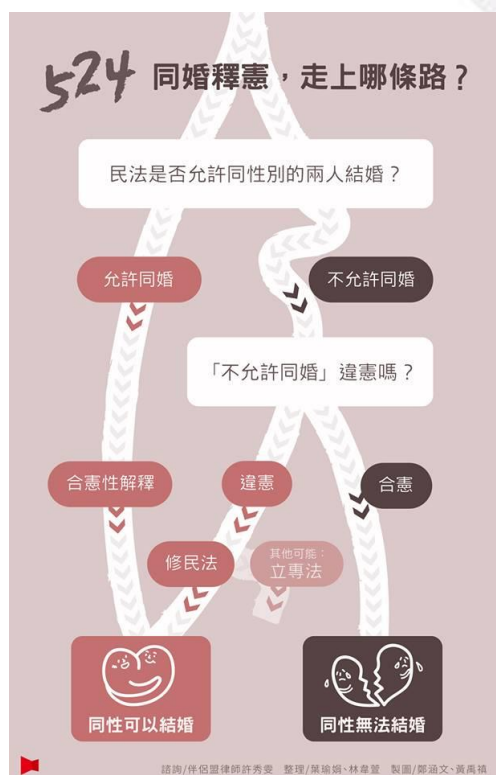 524 同婚釋憲，走上哪條路？
民法是否允許同性別的兩人結婚？
允許同婚
不允許同婚
「不允許同婚」違憲嗎？
合憲性解釋
違憲
合憲
修民法
其他可能：
立專法
同性可以結婚
同性無法結婚
諮詢/伴侶盟律師許秀雯 整理/葉瑜娟、林韋萱 製圖/鄭涵文、黃禹禛